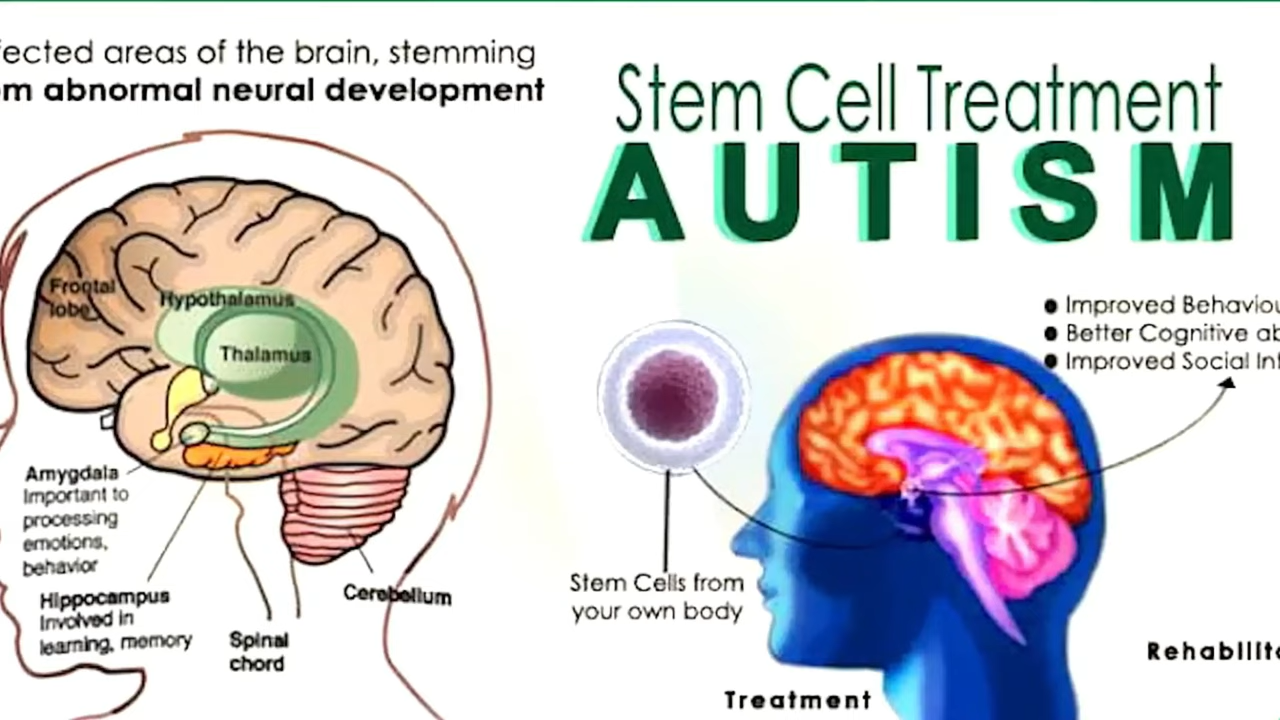 fected areas of the brain, stemming
om abnormal neural development
Frontal
lobe
Hypothalamus
Thalamus
Amygdala
Important to
processing
emotions,
behavior
Hippocampus
Involved in
learning, memory
Spinal
chord
Cerebellum
Stem Cell Treatment
AUTISM
● Improved Behaviou
● Better Cognitive ab
● Improved Social Int
Stem Cells from
your own body
Treatment
Rehabilita